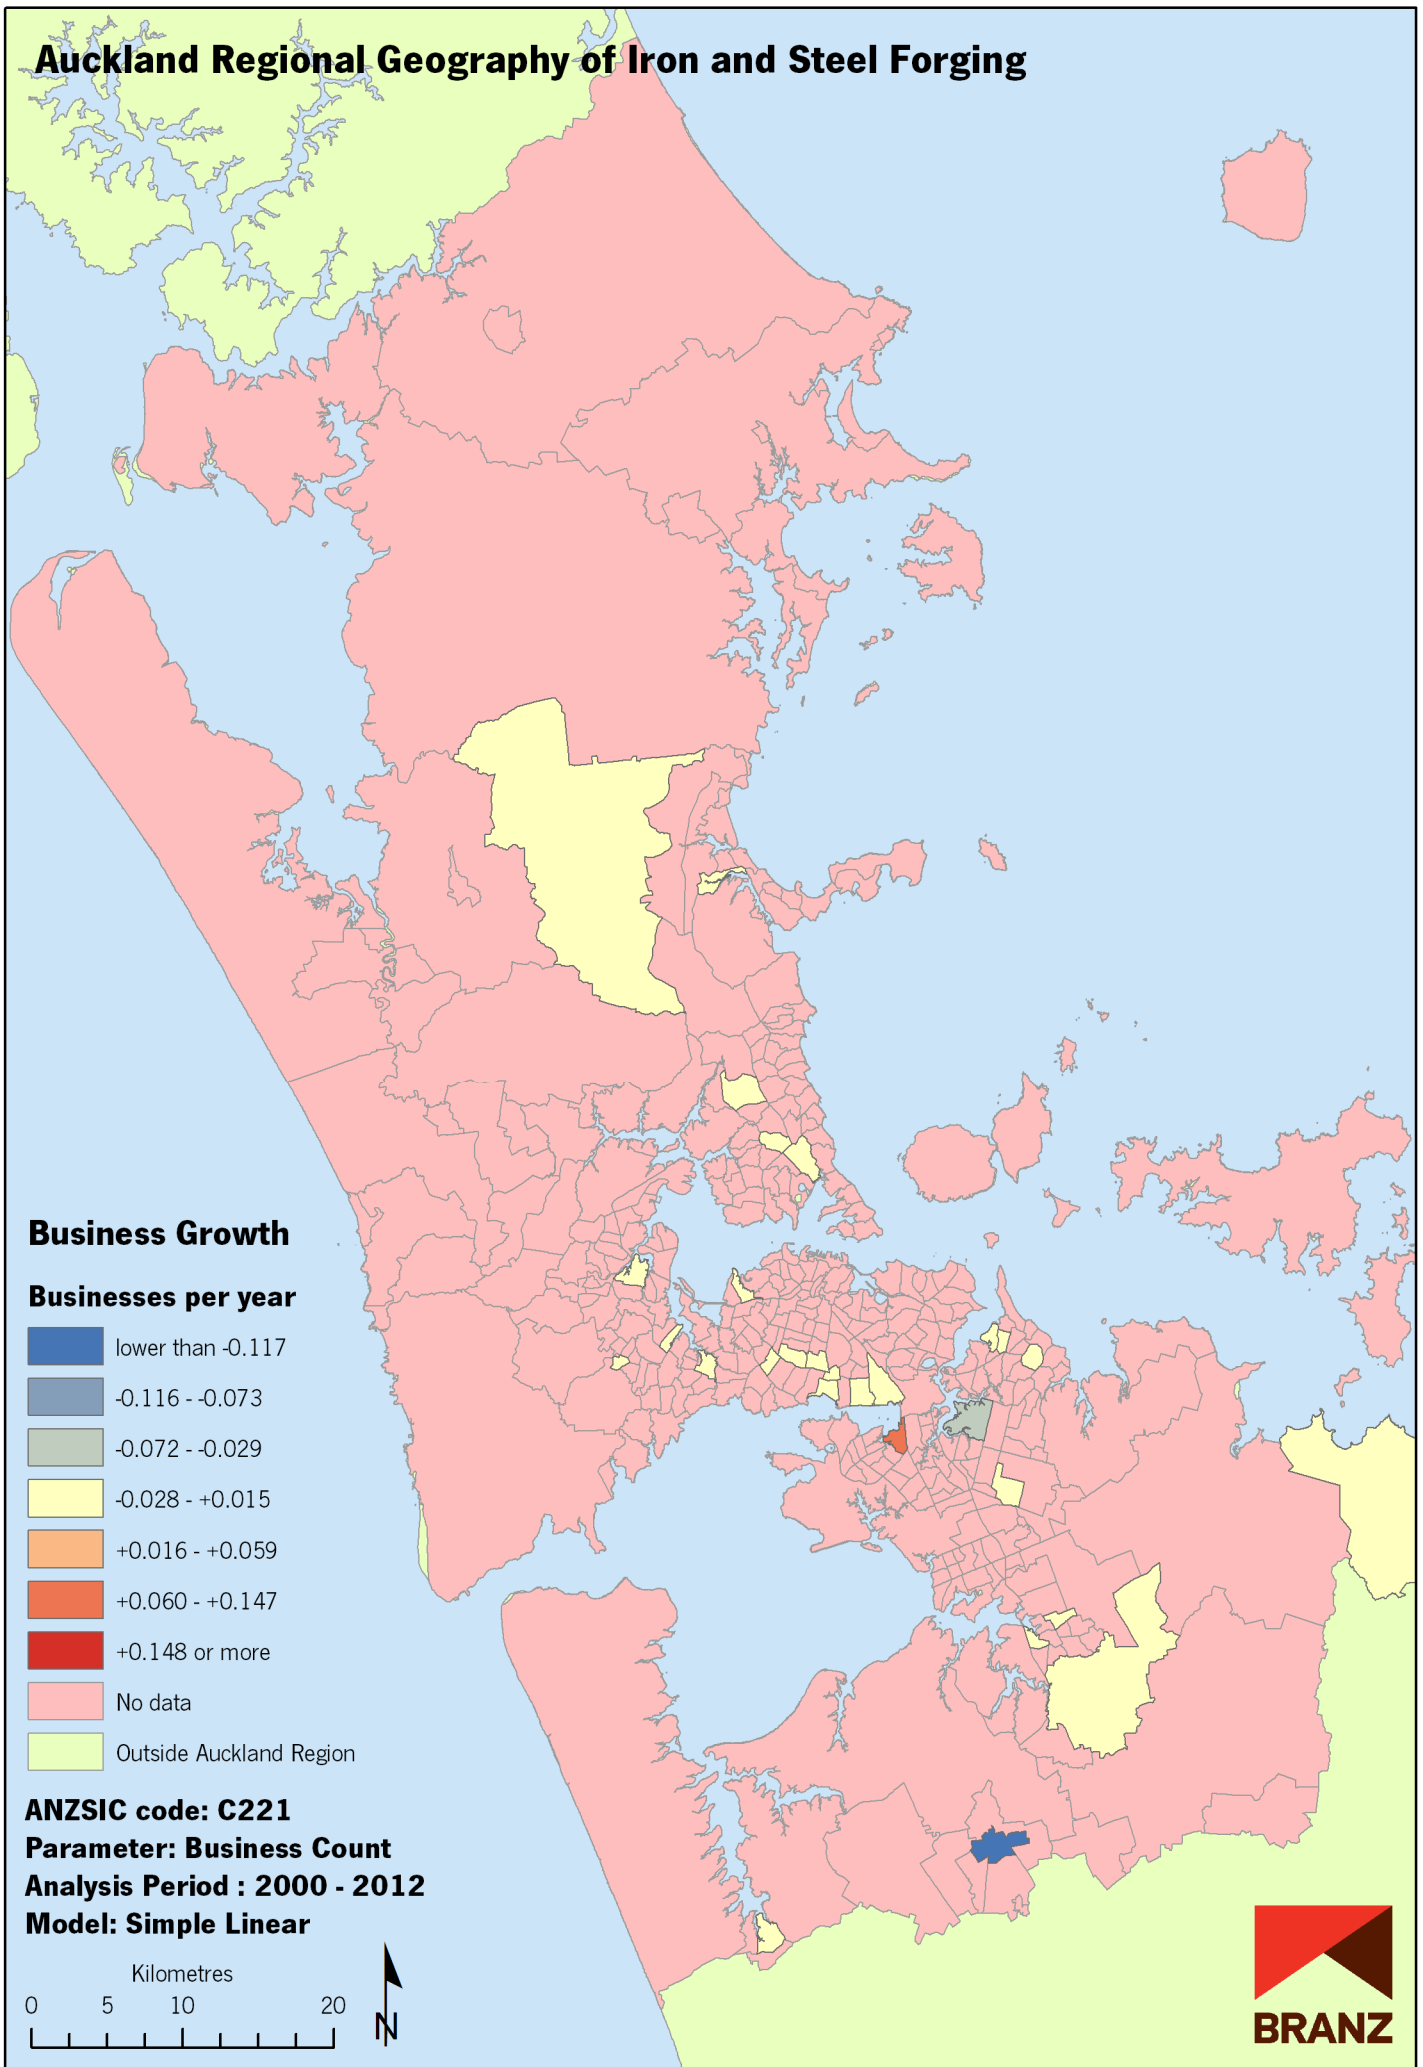 Auckland Regional Geography of Iron and Steel Forging
Business Growth
Businesses per year
lower than -0.117
-0.116 - -0.073
-0.072 - -0.029
-0.028 - +0.015
+0.016 - +0.059
+0.060 - +0.147
+0.148 or more
No data
Outside Auckland Region
ANZSIC code: C221
Parameter: Business Count
Analysis Period : 2000 - 2012
Model: Simple Linear
Kilometres
0 5 10 20
N
BRANZ